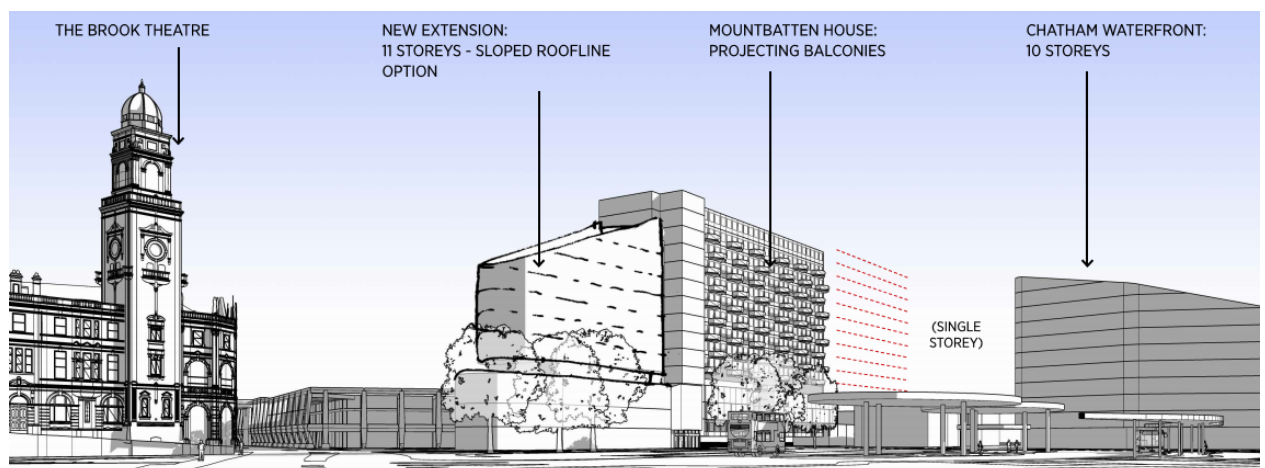 THE BROOK THEATRE
NEW EXTENSION:
11 STOREYS - SLOPED ROOFLINE
OPTION
MOUNTBATTEN HOUSE:
PROJECTING BALCONIES
CHATHAM WATERFRONT:
10 STOREYS
(SINGLE
STOREY)